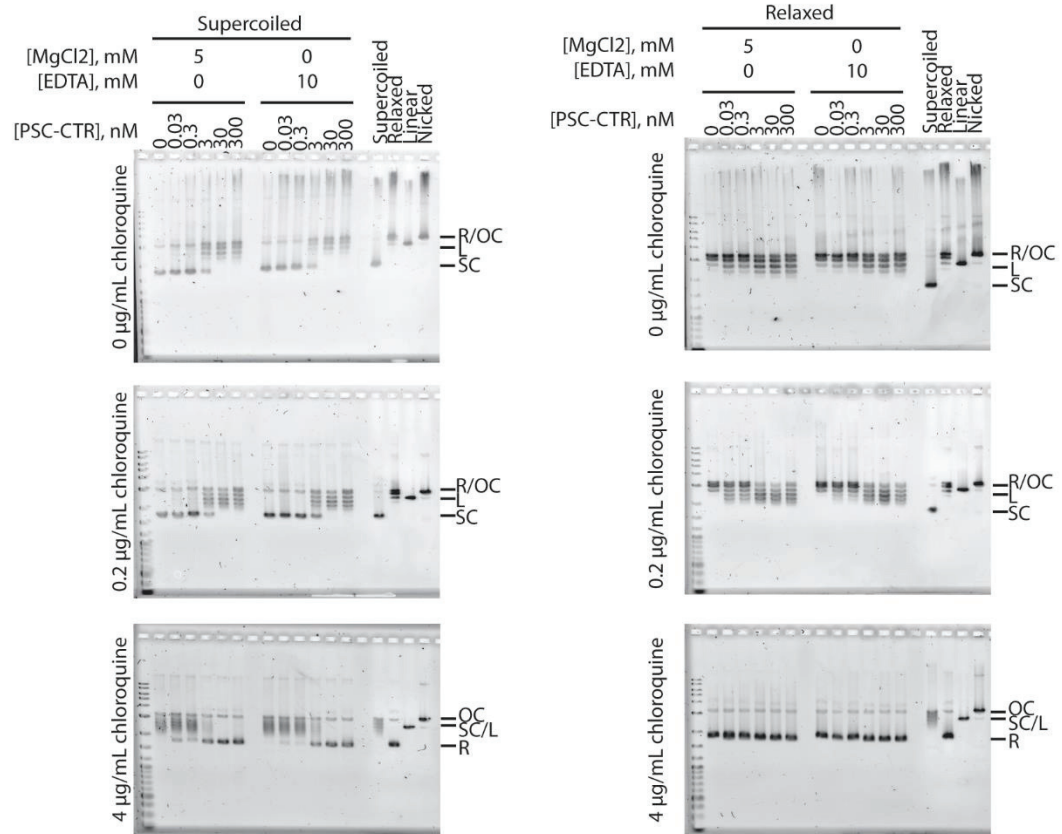 Supercoiled
[MgCl2], mM 5 0
[EDTA], mM 0 10
[PSC-CTR], nM 0 0.03 0.3 3 30 300 0 0.03 0.3 3 30 300 Supercoiled Relaxed Linear Nicked
0 µg/mL chloroquine
R/OC
L
SC
0.2 µg/mL chloroquine
R/OC
L
SC
4 µg/mL chloroquine
OC
SC/L
R
Relaxed
[MgCl2], mM 5 0
[EDTA], mM 0 10
[PSC-CTR], nM 0 0.03 0.3 3 30 300 0 0.03 0.3 3 30 300 Supercoiled Relaxed Linear Nicked
0 µg/mL chloroquine
R/OC
L
SC
0.2 µg/mL chloroquine
R/OC
L
SC
4 µg/mL chloroquine
OC
SC/L
R